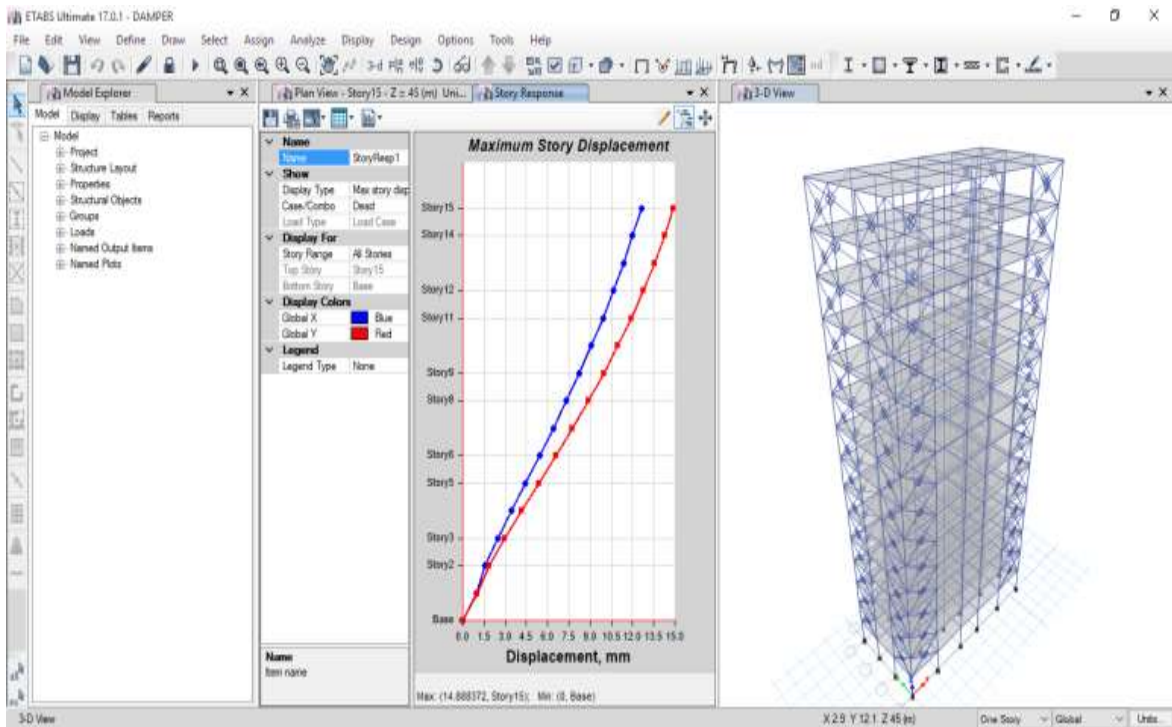 ETABS Ultimate 17.0.1 - DAMPER
File Edit View Define Draw Select Assign Analyze Display Design Options Tools Help
3-d
Model Explorer
Model Display Tables Reports
Model
Project
Structure Layout
Properties
Structural Objects
Groups
Loads
Named Output Items
Named Plots
Plan View - Story15 - Z = 45 (m) Uni...
Story Response
Name
Name StoryResp1
Show
Display Type Max story disp
Case/Combo Dead
Load Type Load Case
Display For
Story Range All Stories
Top Story Story15
Bottom Story Base
Display Colors
Global X Blue
Global Y Red
Legend
Legend Type None
Name
Item name
Maximum Story Displacement
Story15
Story14
Story12
Story11
Story9
Story8
Story6
Story5
Story3
Story2
Base
0.0 1.5 3.0 4.5 6.0 7.5 9.0 10.5 12.0 13.5 15.0
Displacement, mm
Max: (14.888372, Story15); Min: (0, Base)
3-D View
3-D View
X 2.9 Y 12.1 Z 45 (m)
One Story
Global
Units...